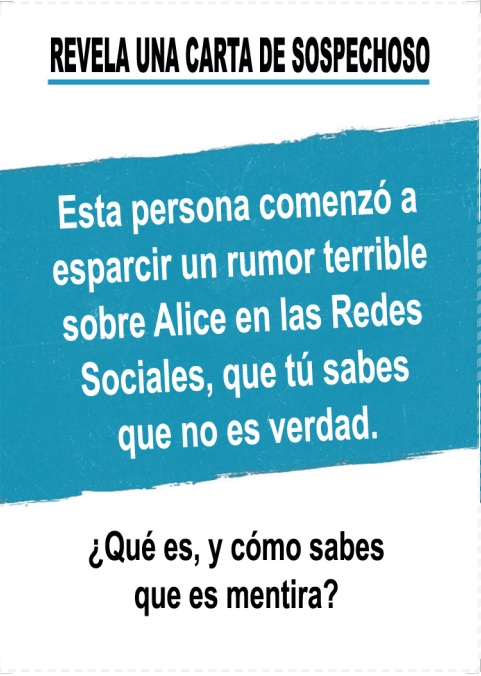 REVELA UNA CARTA DE SOSPECHOSO
Esta persona comenzó a
esparcir un rumor terrible
sobre Alice en las Redes
Sociales, que tú sabes
que no es verdad.
¿Qué es, y cómo sabes
que es mentira?